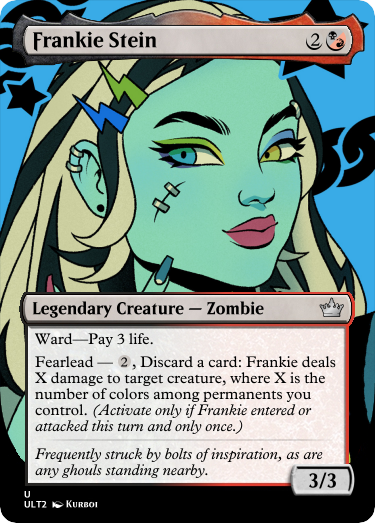 Frankie Stein 2
Legendary Creature — Zombie
Ward—Pay 3 life.
Fearlead — 2, Discard a card: Frankie deals
X damage to target creature, where X is the
number of colors among permanents you
control. (Activate only if Frankie entered or
attacked this turn and only once.)
Frequently struck by bolts of inspiration, as are
any ghouls standing nearby.
3/3
U
ULT2 Kurboi